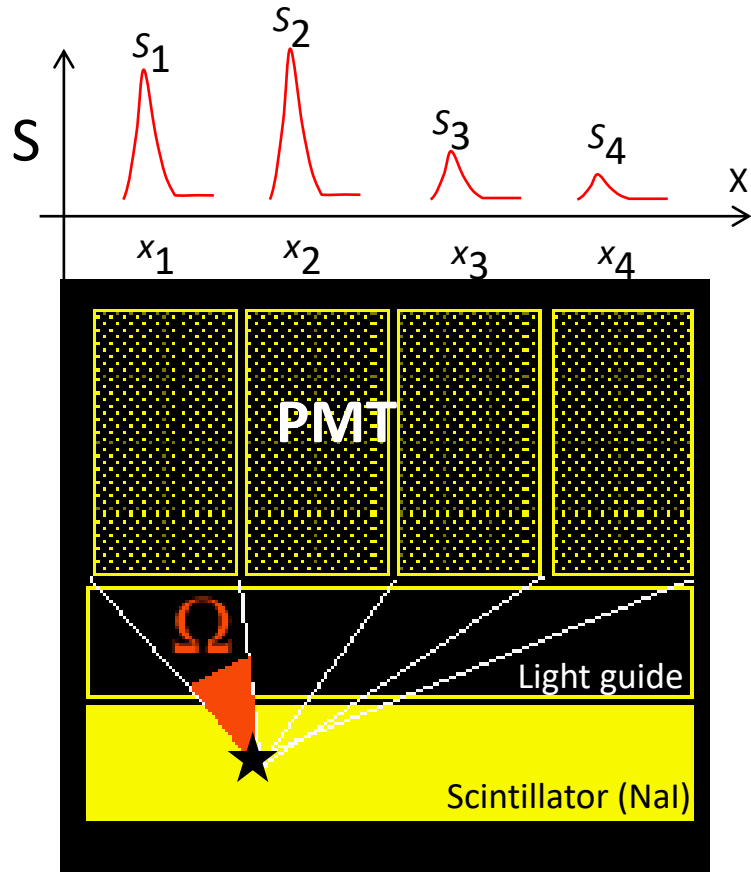 S1 S2 S3 S4
S
X
x1 x2 x3 x4
PMT
Ω
Light guide
Scintillator (NaI)